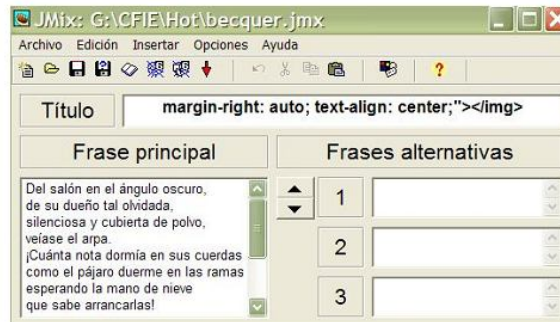 JMix: G:\CFIE\Hot\becquer.jmx
Archivo Edición Insertar Opciones Ayuda
?
Título
margin-right: auto; text-align: center;"></img>
Frase principal
Frases alternativas
Del salón en el ángulo oscuro,
de su dueño tal olvidada,
silenciosa y cubierta de polvo,
veíase el arpa.
¡Cuánta nota dormía en sus cuerdas
como el pájaro duerme en las ramas
esperando la mano de nieve
que sabe arrancarlas!
1
2
3